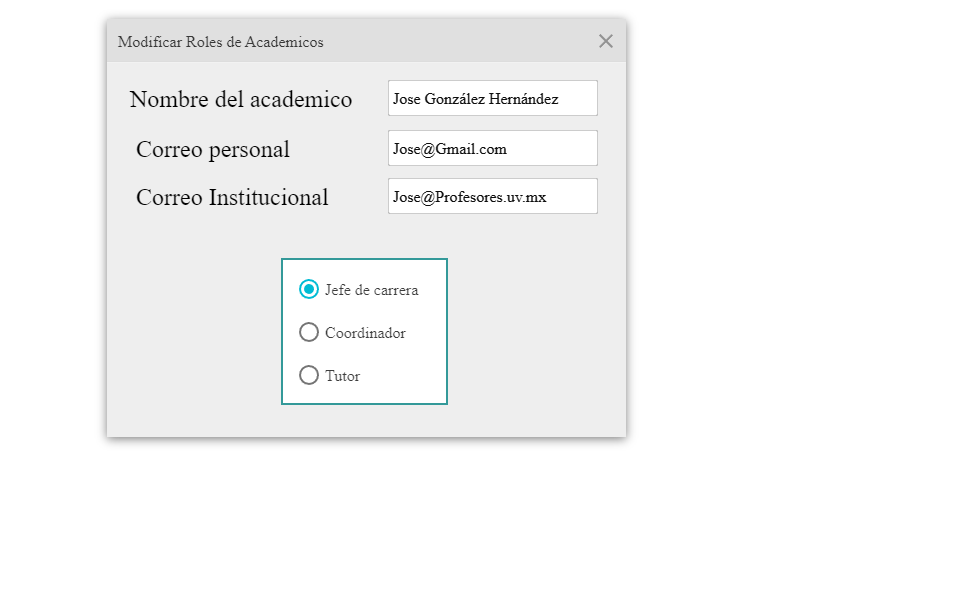 Modificar Roles de Academicos
Nombre del academico Jose González Hernández
Correo personal Jose@Gmail.com
Correo Institucional Jose@Profesores.uv.mx
Jefe de carrera
Coordinador
Tutor